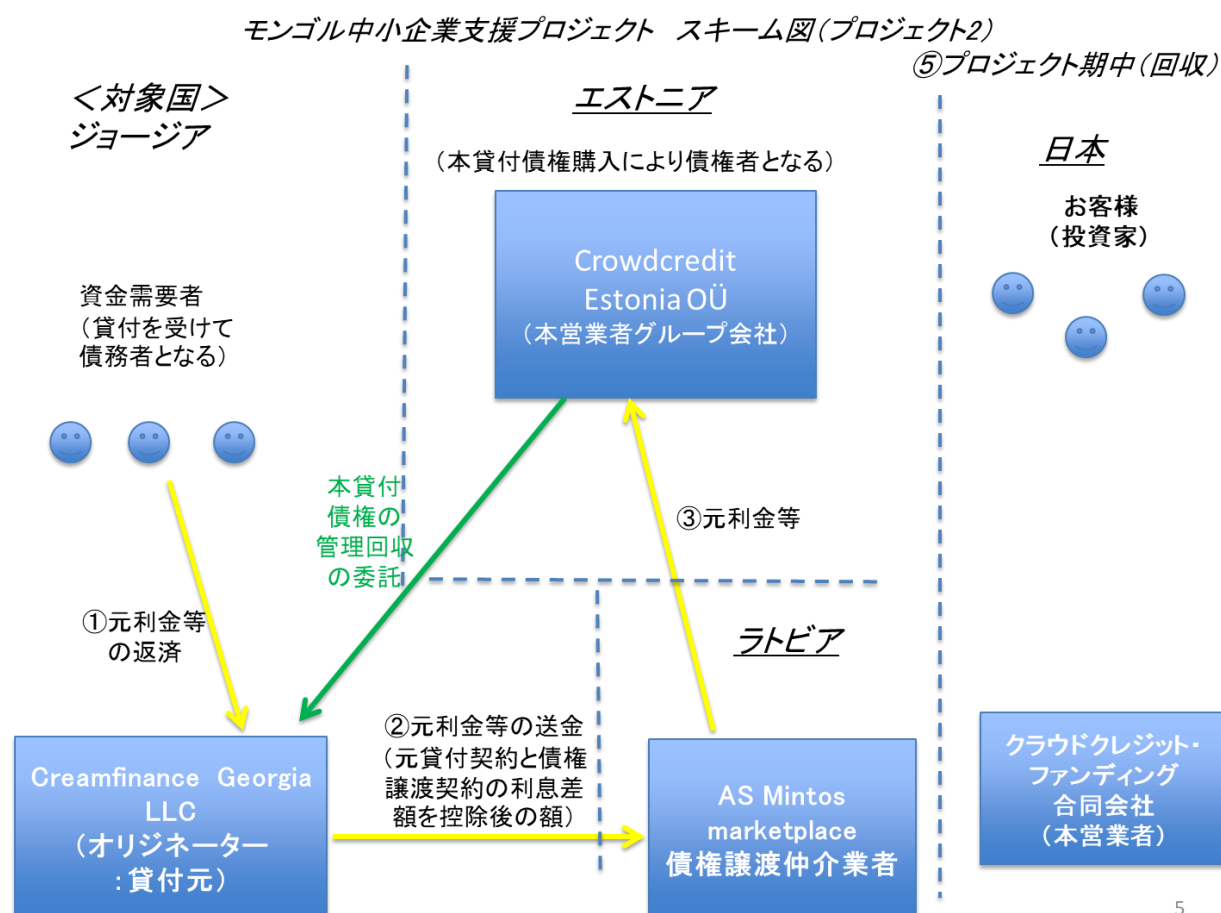 モンゴル中小企業支援プロジェクト　スキーム図（プロジェクト2）
⑤プロジェクト期中（回収）
＜対象国＞
ジョージア
エストニア
（本貸付債権購入により債権者となる）
日本
お客様
（投資家）
Crowdcredit
Estonia OÜ
（本営業者グループ会社）
資金需要者
（貸付を受けて
債務者となる）
本貸付
債権の
管理回収
の委託
③元利金等
①元利金等
の返済
ラトビア
②元利金等の送金
（元貸付契約と債権
譲渡契約の利息差
額を控除後の額）
Creamfinance Georgia
LLC
（オリジネーター
：貸付元）
AS Mintos
marketplace
債権譲渡仲介業者
クラウドクレジット・
ファンディング
合同会社
（本営業者）
5